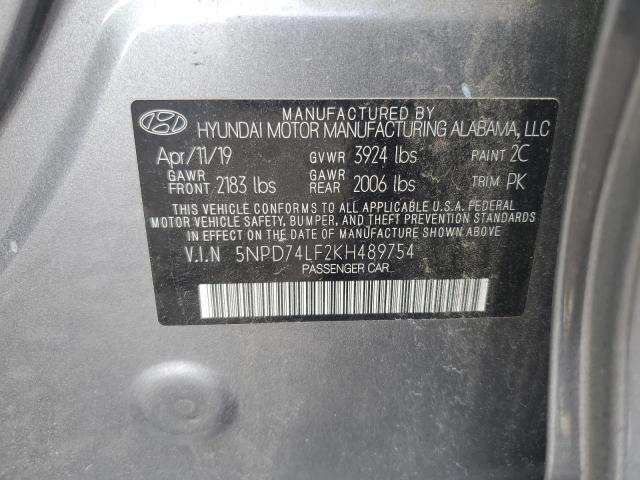 MANUFACTURED BY
HYUNDAI MOTOR MANUFACTURING ALABAMA, LLC
Apr/11/19 GVWR 3924 lbs PAINT 2C
GAWR FRONT 2183 lbs GAWR REAR 2006 lbs TRIM PK
THIS VEHICLE CONFORMS TO ALL APPLICABLE U.S.A. FEDERAL
MOTOR VEHICLE SAFETY, BUMPER, AND THEFT PREVENTION STANDARDS
IN EFFECT ON THE DATE OF MANUFACTURE SHOWN ABOVE
V.I.N 5NPD74LF2KH489754
PASSENGER CAR